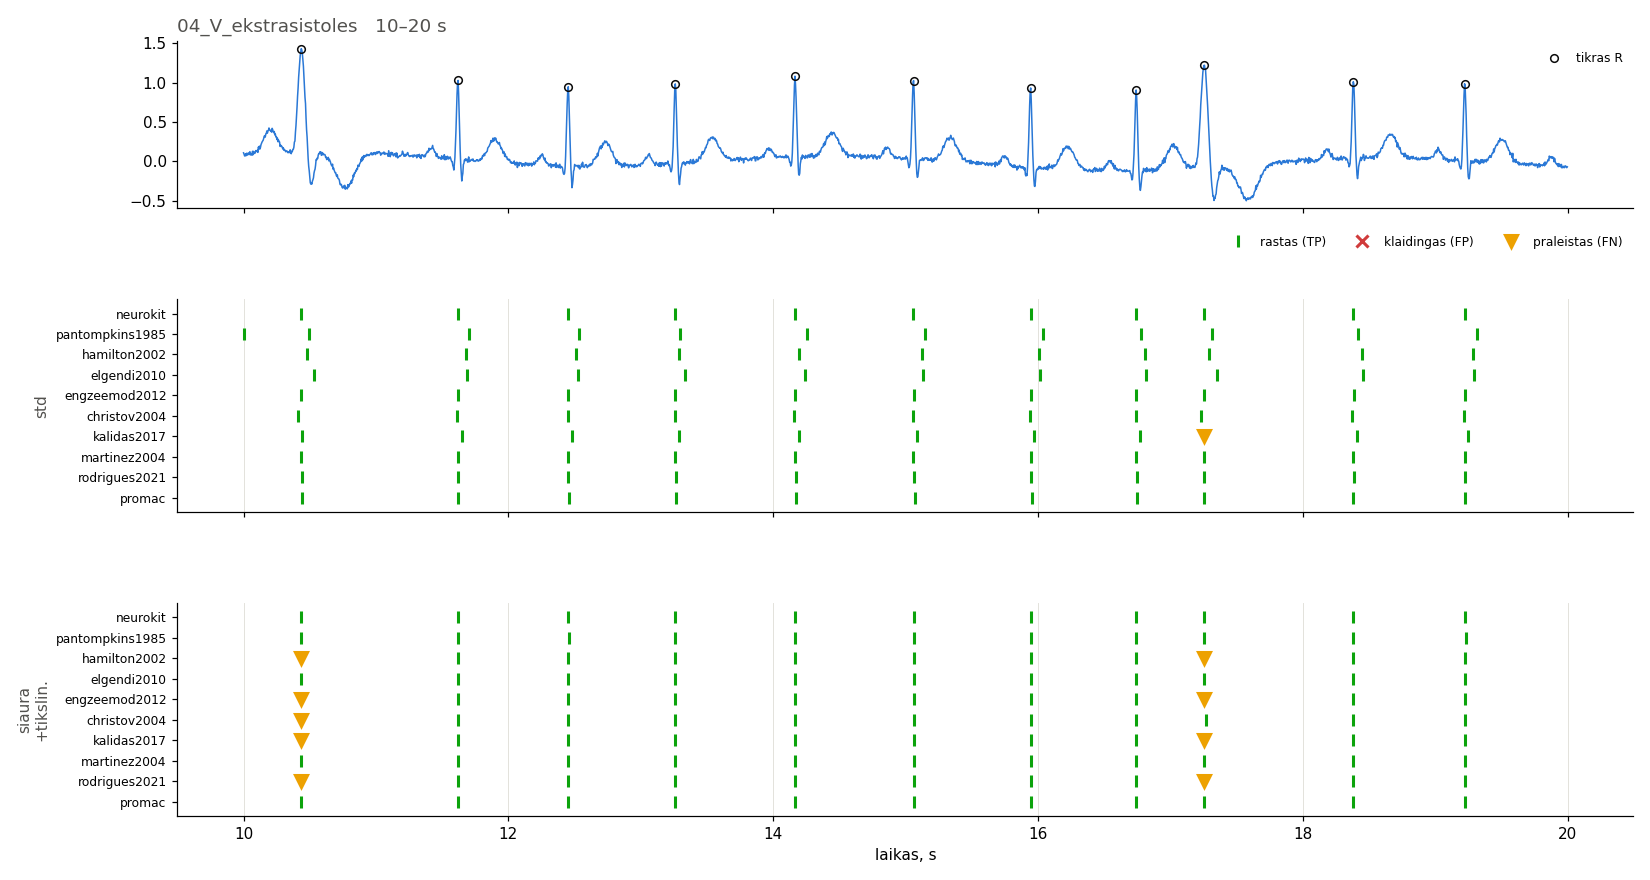 04_V_ekstrasistoles   10–20 s
1.5
1.0
0.5
0.0
−0.5
tikras R
rastas (TP)
klaidingas (FP)
praleistas (FN)
std
neurokit
pantompkins1985
hamilton2002
elgendi2010
engzeemod2012
christov2004
kalidas2017
martinez2004
rodrigues2021
promac
siaura
+tikslin.
neurokit
pantompkins1985
hamilton2002
elgendi2010
engzeemod2012
christov2004
kalidas2017
martinez2004
rodrigues2021
promac
10 12 14 16 18 20
laikas, s